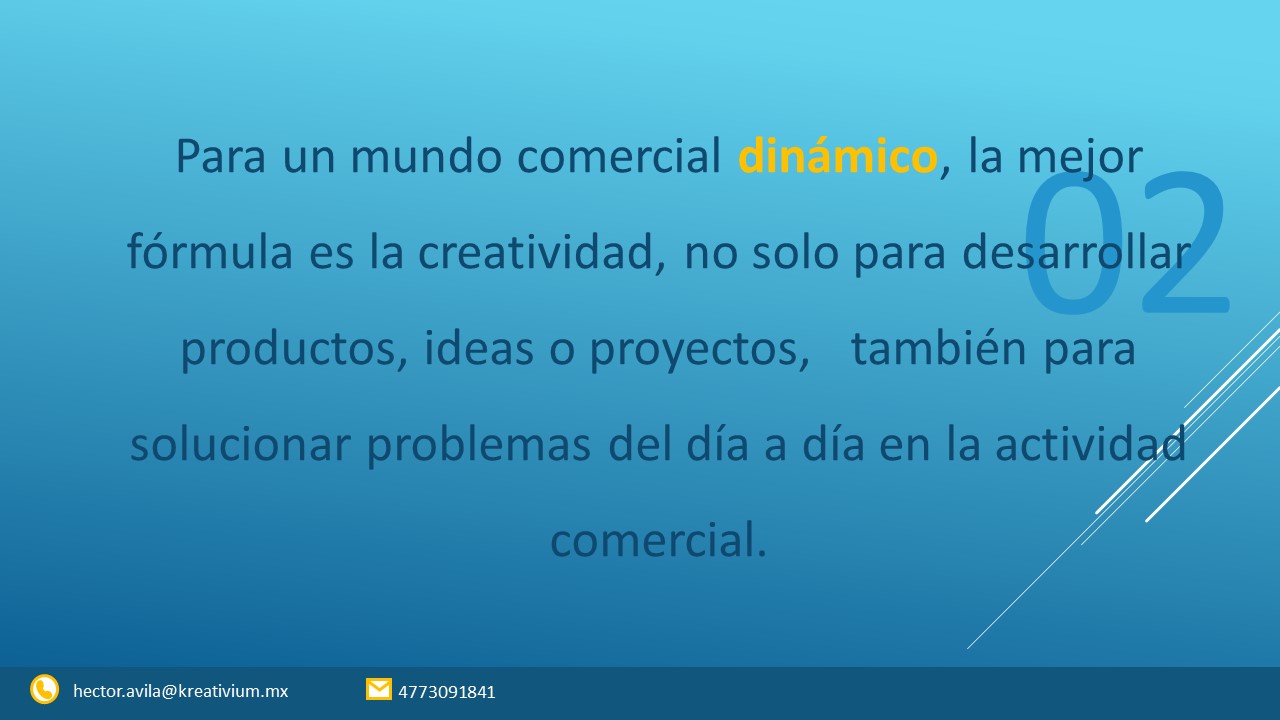 Para un mundo comercial dinámico, la mejor
02
fórmula es la creatividad, no solo para desarrollar
productos, ideas o proyectos, también para
solucionar problemas del día a día en la actividad
comercial.
hector.avila@kreativium.mx
4773091841